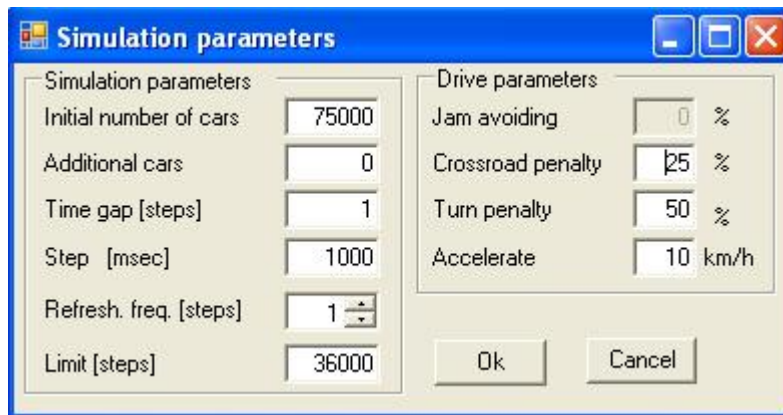 Simulation parameters
Simulation parameters
Initial number of cars 75000
Additional cars 0
Time gap [steps] 1
Step [msec] 1000
Refresh. freq. [steps] 1
Limit [steps] 36000
Drive parameters
Jam avoiding 0 %
Crossroad penalty 25 %
Turn penalty 50 %
Accelerate 10 km/h
Ok
Cancel